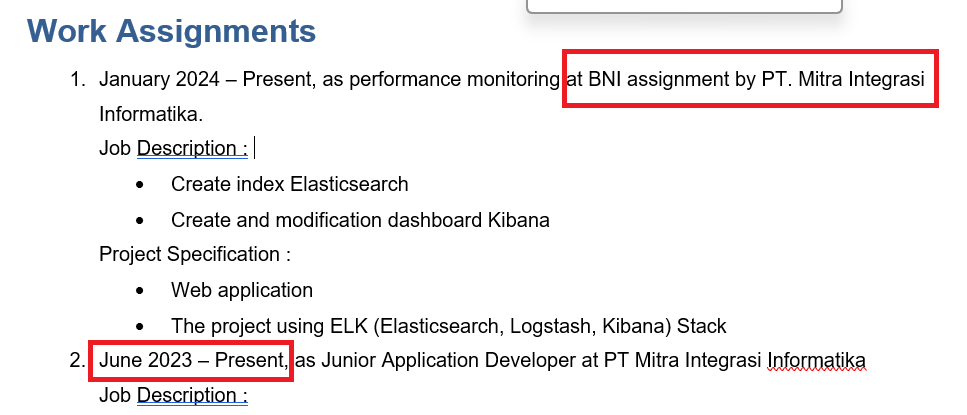 Work Assignments
1. January 2024 – Present, as performance monitoring at BNI assignment by PT. Mitra Integrasi
Informatika.
Job Description :
• Create index Elasticsearch
• Create and modification dashboard Kibana
Project Specification :
• Web application
• The project using ELK (Elasticsearch, Logstash, Kibana) Stack
2. June 2023 – Present, as Junior Application Developer at PT Mitra Integrasi Informatika
Job Description :